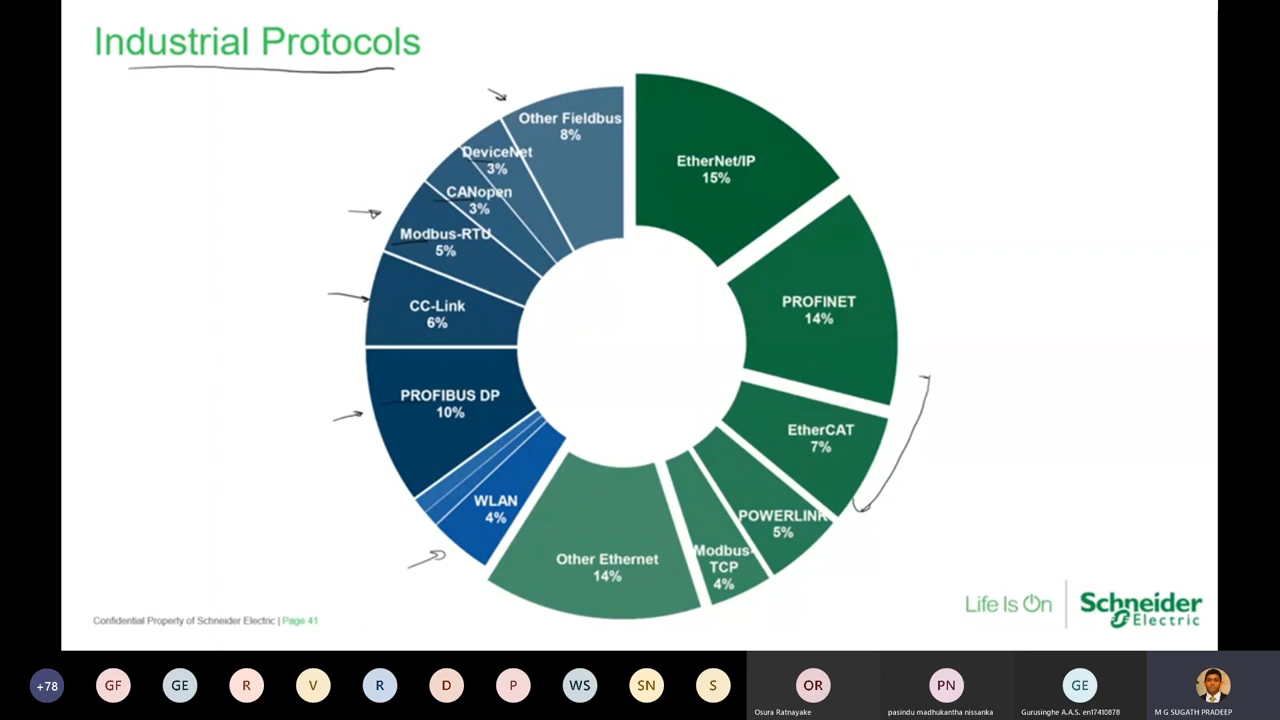 Industrial Protocols
Other Fieldbus
8%
DeviceNet
3%
CANopen
3%
Modbus-RTU
5%
CC-Link
6%
PROFIBUS DP
10%
WLAN
4%
EtherNet/IP
15%
PROFINET
14%
EtherCAT
7%
POWERLINK
5%
Modbus-
TCP
4%
Other Ethernet
14%
Life Is On
Schneider
Electric
Confidential Property of Schneider Electric | Page 41
+78
GF
GE
R
V
R
D
P
WS
SN
S
OR
Osura Ratnayake
PN
pasindu madhukantha nissanka
GE
Gurusinghe A.A.S. en17410878
M G SUGATH PRADEEP